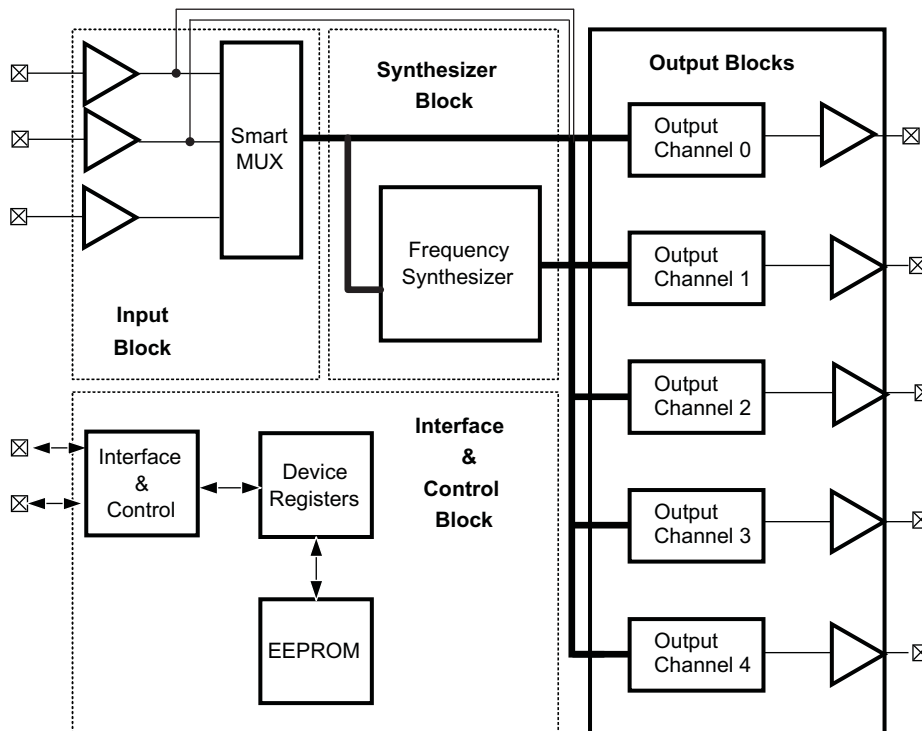 Synthesizer
Block
Output Blocks
Smart
MUX
Output
Channel 0
Frequency
Synthesizer
Output
Channel 1
Input
Block
Output
Channel 2
Interface
&
Control
Block
Interface
&
Control
Device
Registers
Output
Channel 3
EEPROM
Output
Channel 4